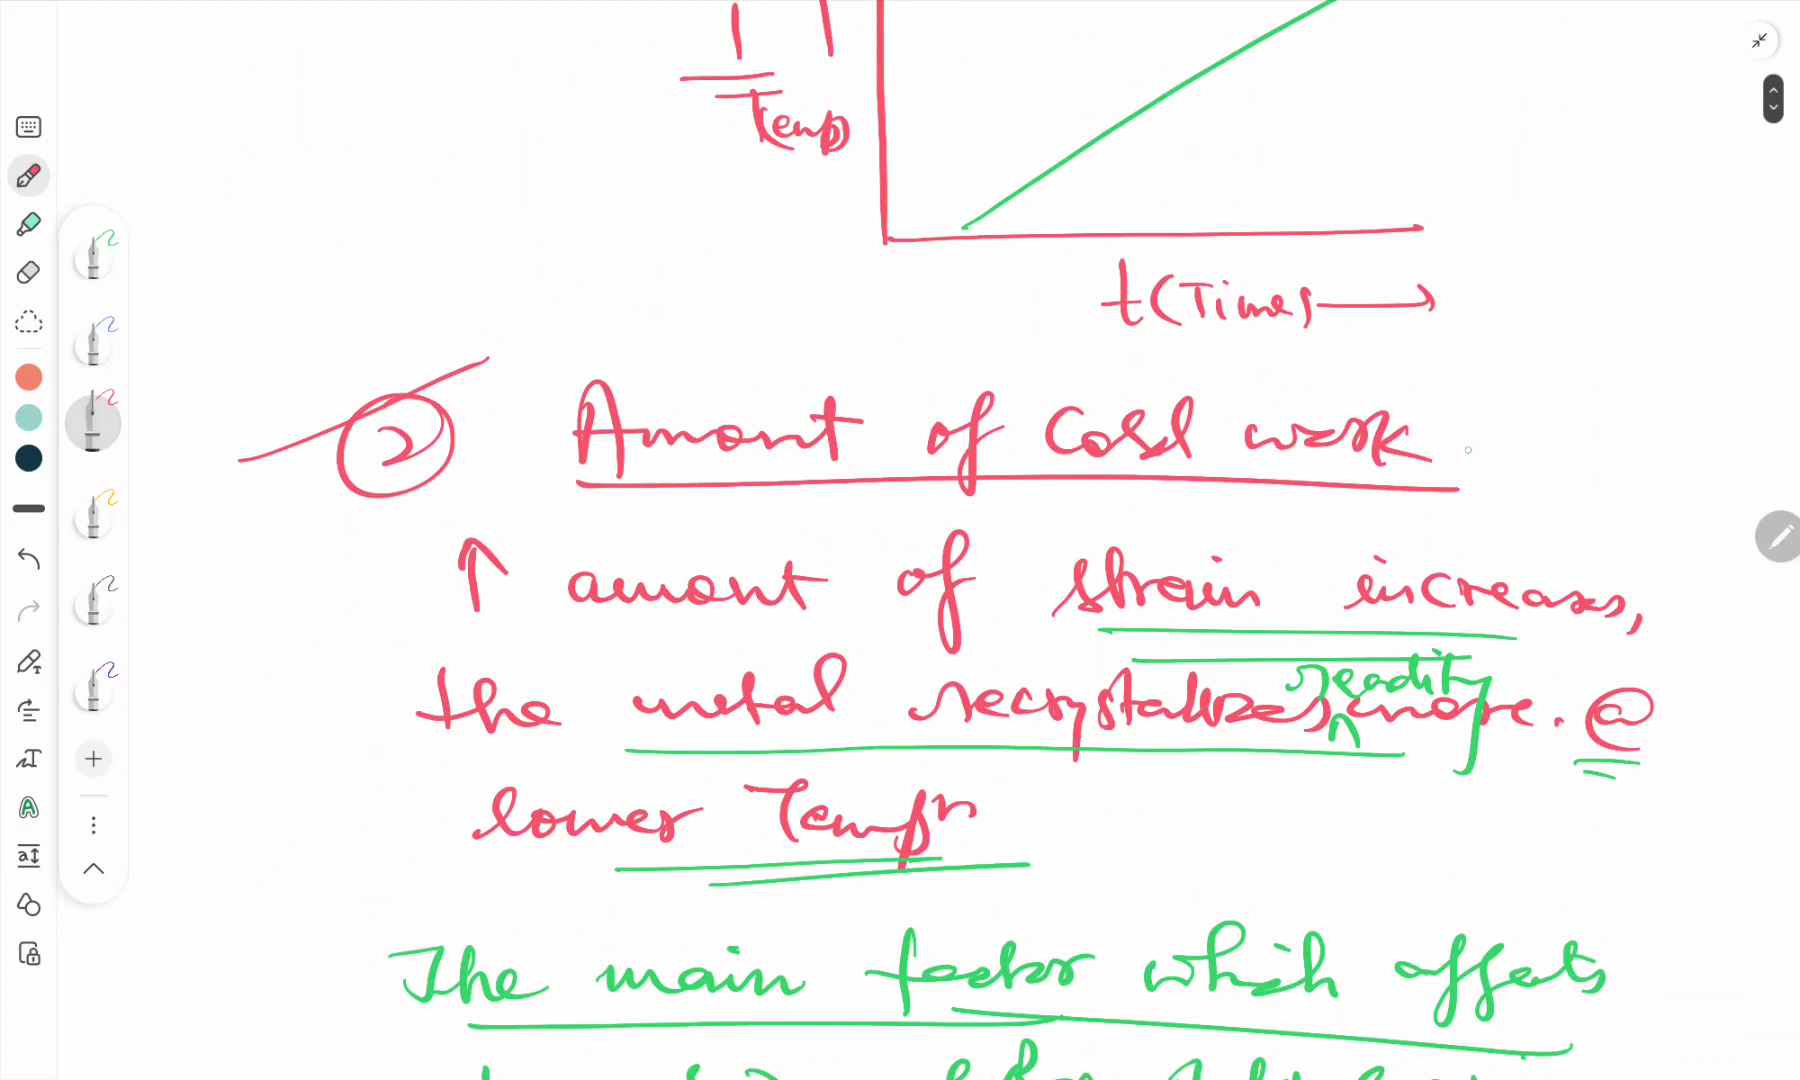 Temp
t (Time)
② Amount of Cold work
↑ amount of strain increases,
the metal recrystallizes readily more. @
lower Tempr
The main factor which affects